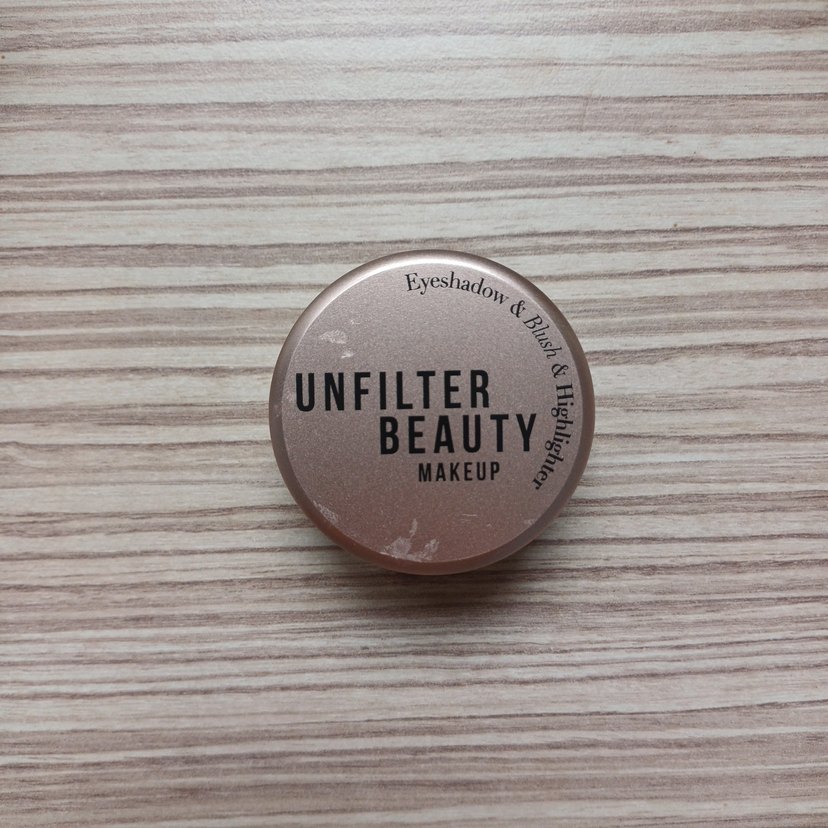 Eyeshadow & Blush & Highlighter
UNFILTER
BEAUTY
MAKEUP